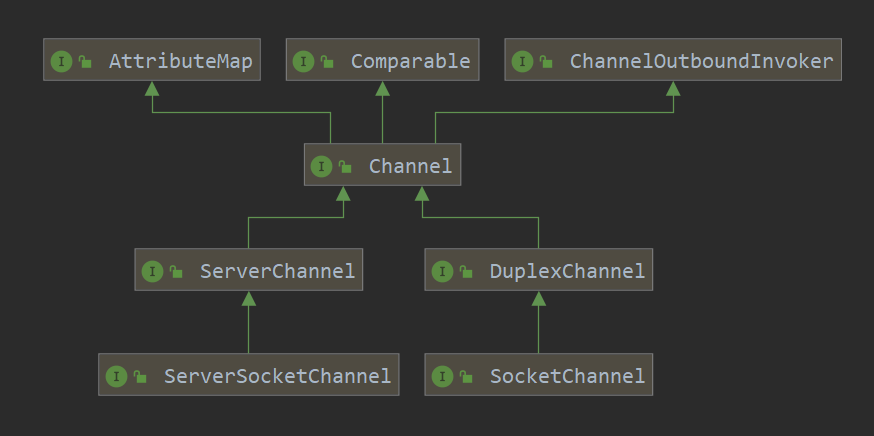 I AttributeMap
I Comparable
I ChannelOutboundInvoker
I Channel
I ServerChannel
I DuplexChannel
I ServerSocketChannel
I SocketChannel